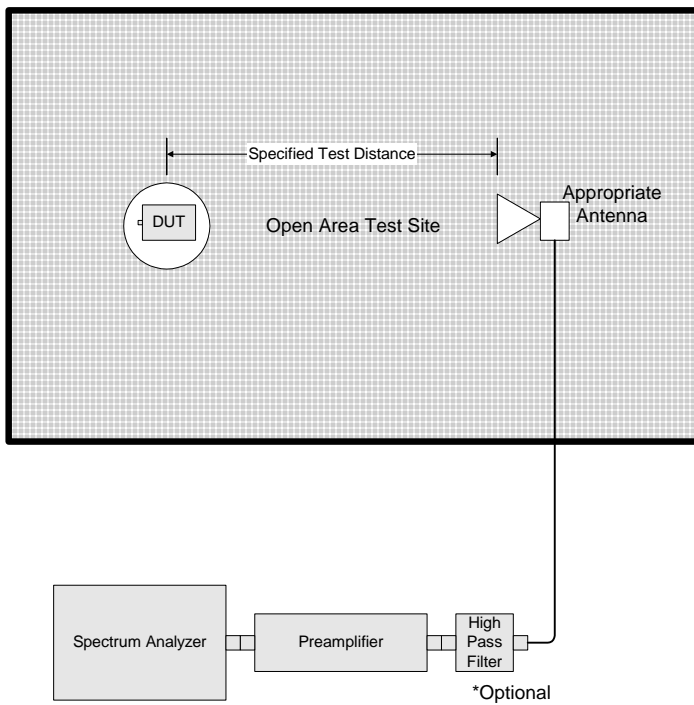 Specified Test Distance
DUT
Open Area Test Site
Appropriate
Antenna
Spectrum Analyzer
Preamplifier
High
Pass
Filter
*Optional